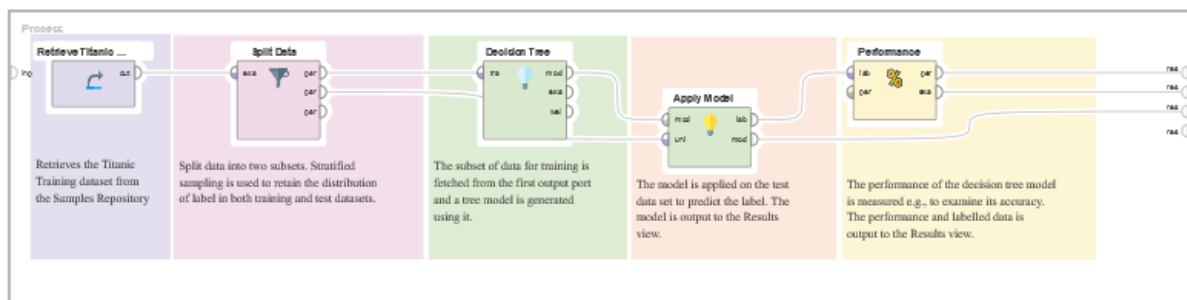 Process
Retrieve Titanic ...
inp
out
Split Data
exa
par
par
par
Decision Tree
tra
mod
exa
wei
Apply Model
mod
unl
lab
mod
Performance
lab
per
per
exa
res
res
res
res
Retrieves the Titanic
Training dataset from
the Samples Repository
Split data into two subsets. Stratified
sampling is used to retain the distribution
of label in both training and test datasets.
The subset of data for training is
fetched from the first output port
and a tree model is generated
using it.
The model is applied on the test
data set to predict the label. The
model is output to the Results
view.
The performance of the decision tree model
is measured e.g., to examine its accuracy.
The performance and labelled data is
output to the Results view.